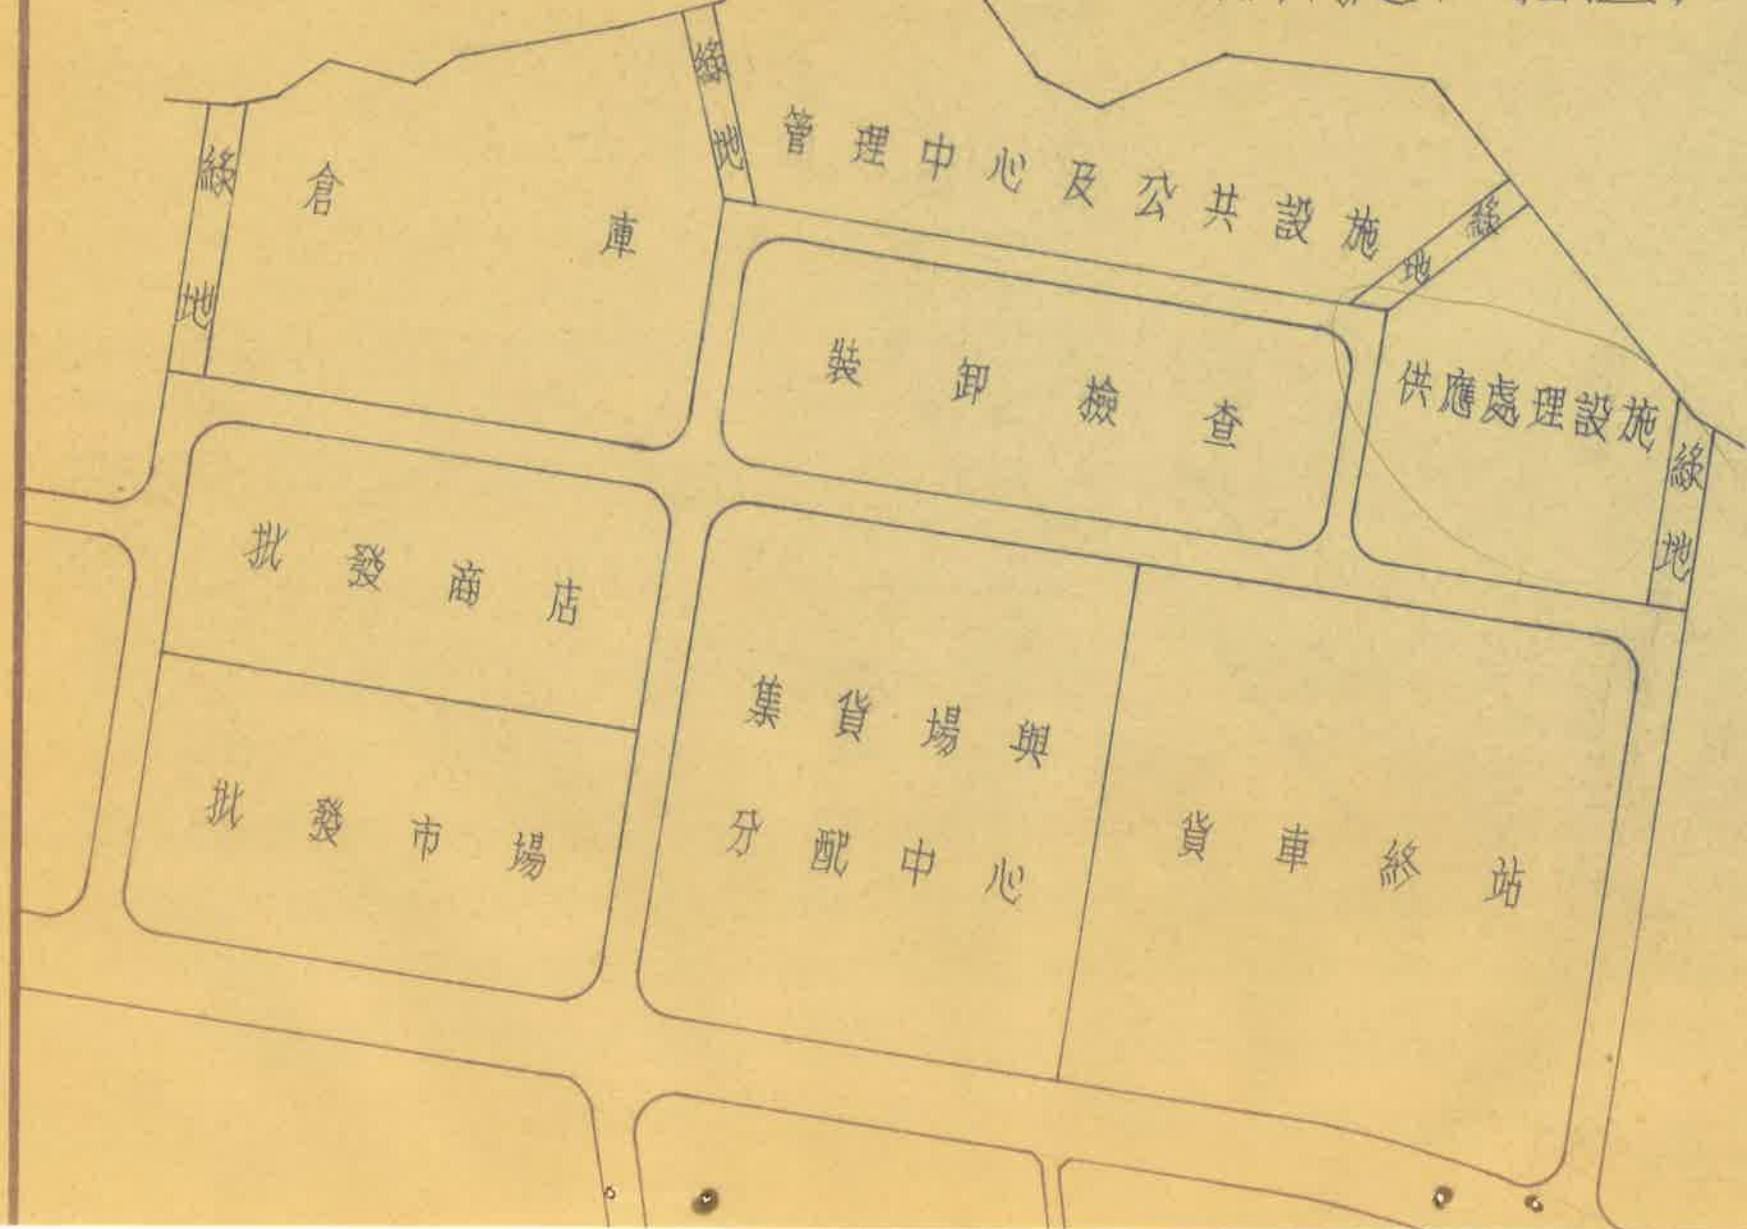 綠地
綠地
倉庫
管理中心及公共設施
綠地
裝卸檢查
供應處理設施
綠地
批發商店
集貨場與
分配中心
批發市場
貨車終站